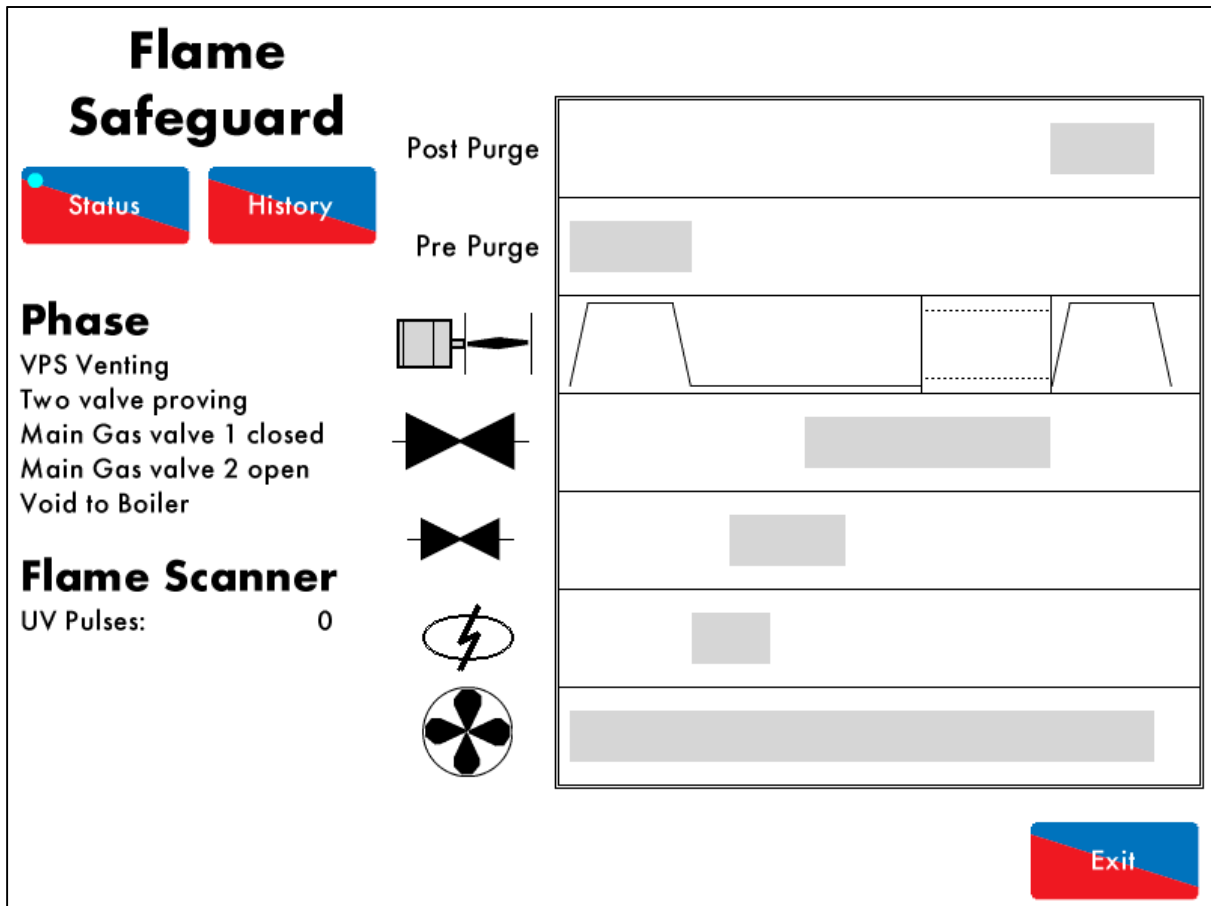 Flame
Safeguard
Status
History
Phase
VPS Venting
Two valve proving
Main Gas valve 1 closed
Main Gas valve 2 open
Void to Boiler
Flame Scanner
UV Pulses: 0
Post Purge
Pre Purge
Exit